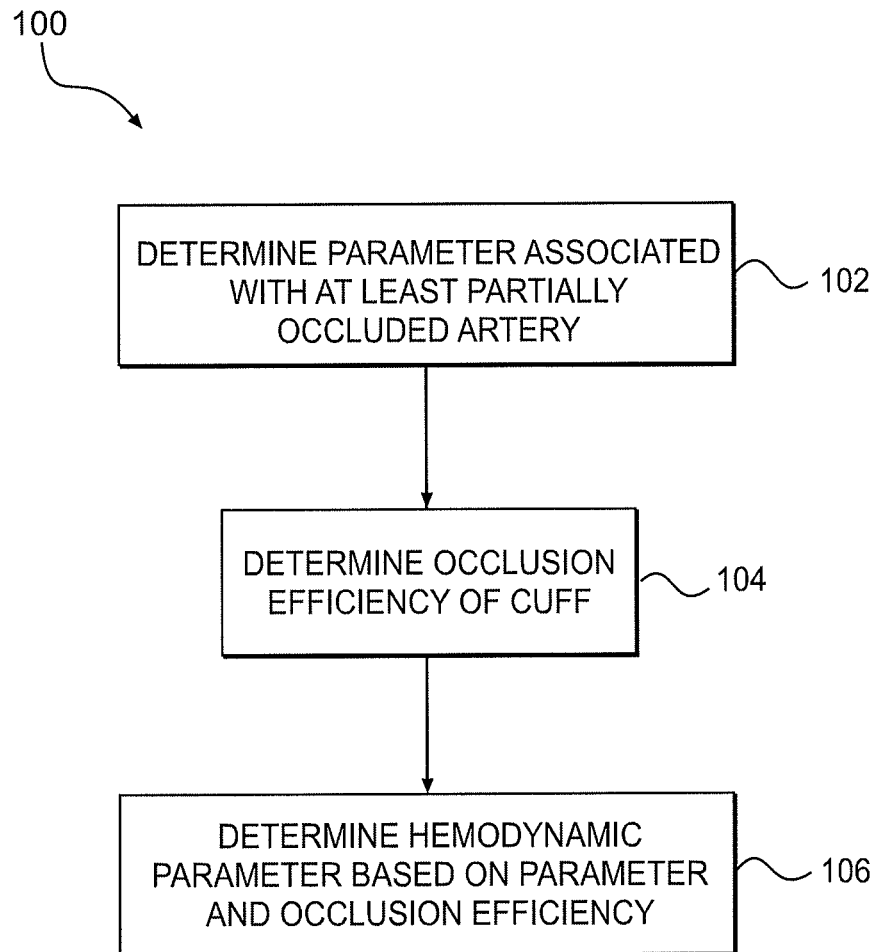 100
DETERMINE PARAMETER ASSOCIATED
WITH AT LEAST PARTIALLY
OCCLUDED ARTERY
102
DETERMINE OCCLUSION
EFFICIENCY OF CUFF
104
DETERMINE HEMODYNAMIC
PARAMETER BASED ON PARAMETER
AND OCCLUSION EFFICIENCY
106